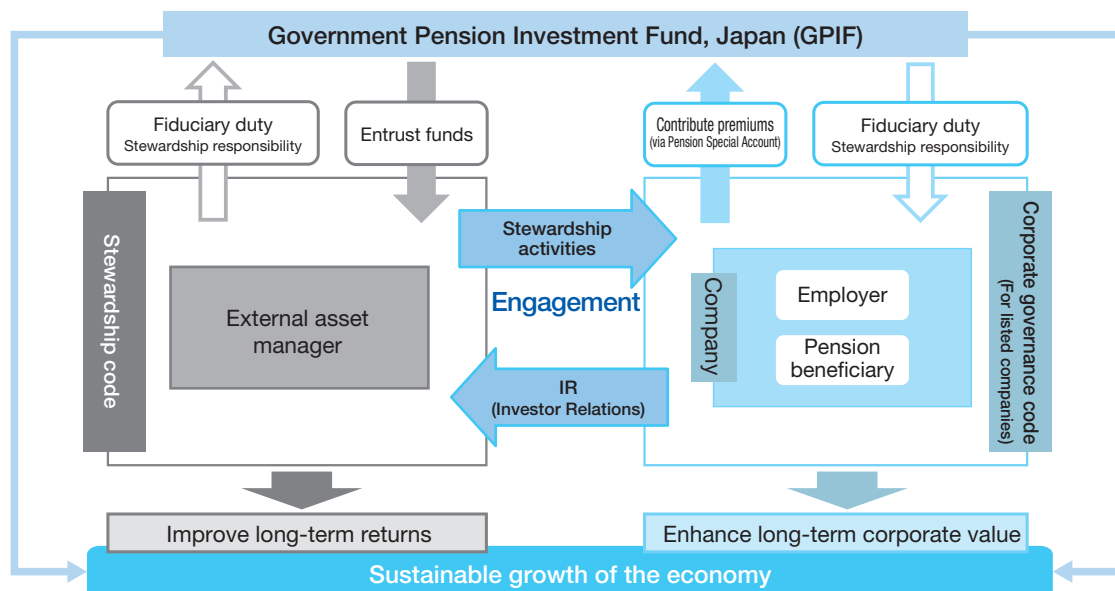 Government Pension Investment Fund, Japan (GPIF)
Fiduciary duty
Stewardship responsibility
Entrust funds
Contribute premiums
(via Pension Special Account)
Fiduciary duty
Stewardship responsibility
Stewardship code
External asset
manager
Stewardship
activities
Engagement
IR
(Investor Relations)
Company
Employer
Pension
beneficiary
Corporate governance code
(For listed companies)
Improve long-term returns
Enhance long-term corporate value
Sustainable growth of the economy